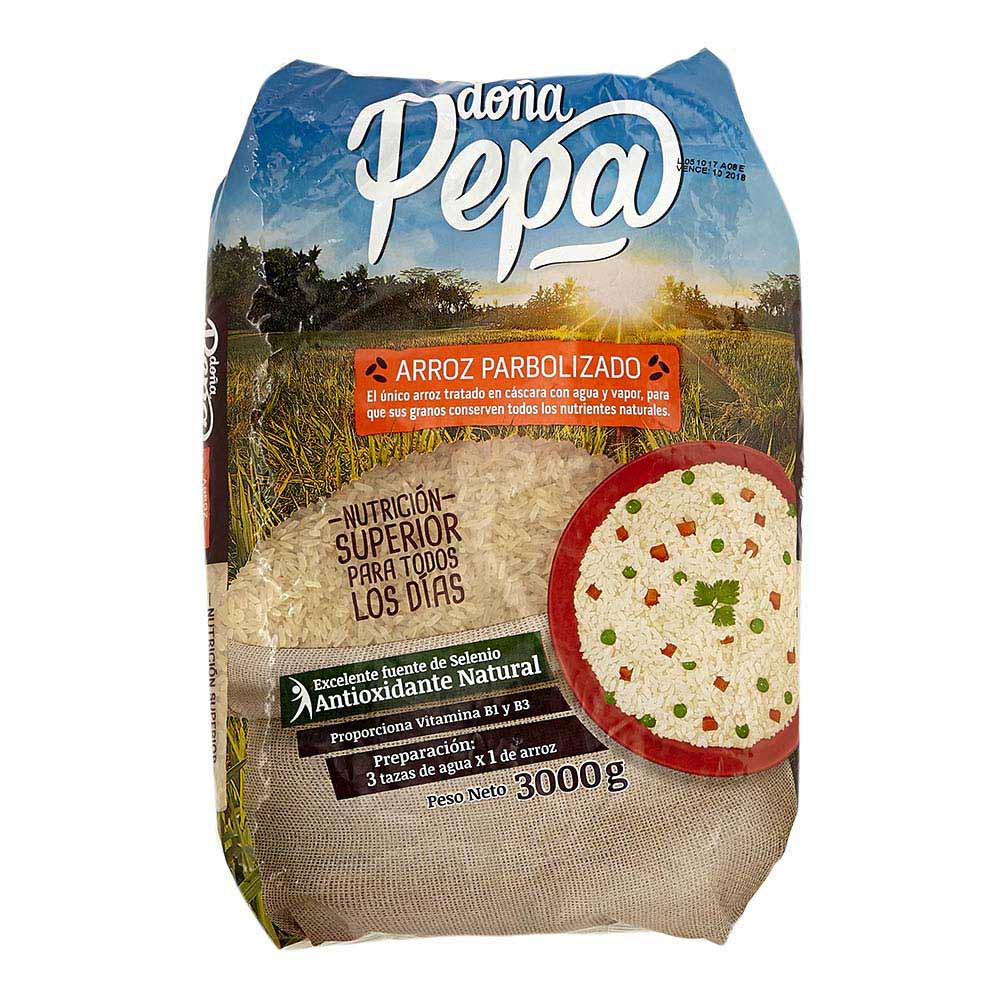 doña
Pepa
L 051017 A08E
VENCE: 10 2018
ARROZ PARBOLIZADO
El único arroz tratado en cáscara con agua y vapor, para
que sus granos conserven todos los nutrientes naturales.
-NUTRICIÓN-
SUPERIOR
PARA TODOS
LOS DÍAS
Excelente fuente de Selenio
Antioxidante Natural
Proporciona Vitamina B1 y B3
Preparación:
3 tazas de agua x 1 de arroz
Peso Neto 3000g
doña
Pepa
NUTRICIÓN SUPERIOR